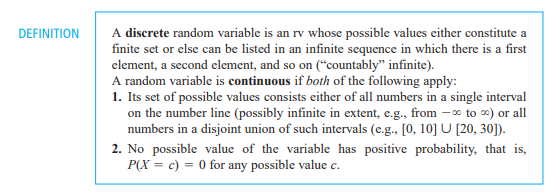 DEFINITION
A discrete random variable is an rv whose possible values either constitute a
finite set or else can be listed in an infinite sequence in which there is a first
element, a second element, and so on (“countably” infinite).
A random variable is continuous if both of the following apply:
1. Its set of possible values consists either of all numbers in a single interval
on the number line (possibly infinite in extent, e.g., from −∞ to ∞) or all
numbers in a disjoint union of such intervals (e.g., [0, 10] ∪ [20, 30]).
2. No possible value of the variable has positive probability, that is,
P(X = c) = 0 for any possible value c.